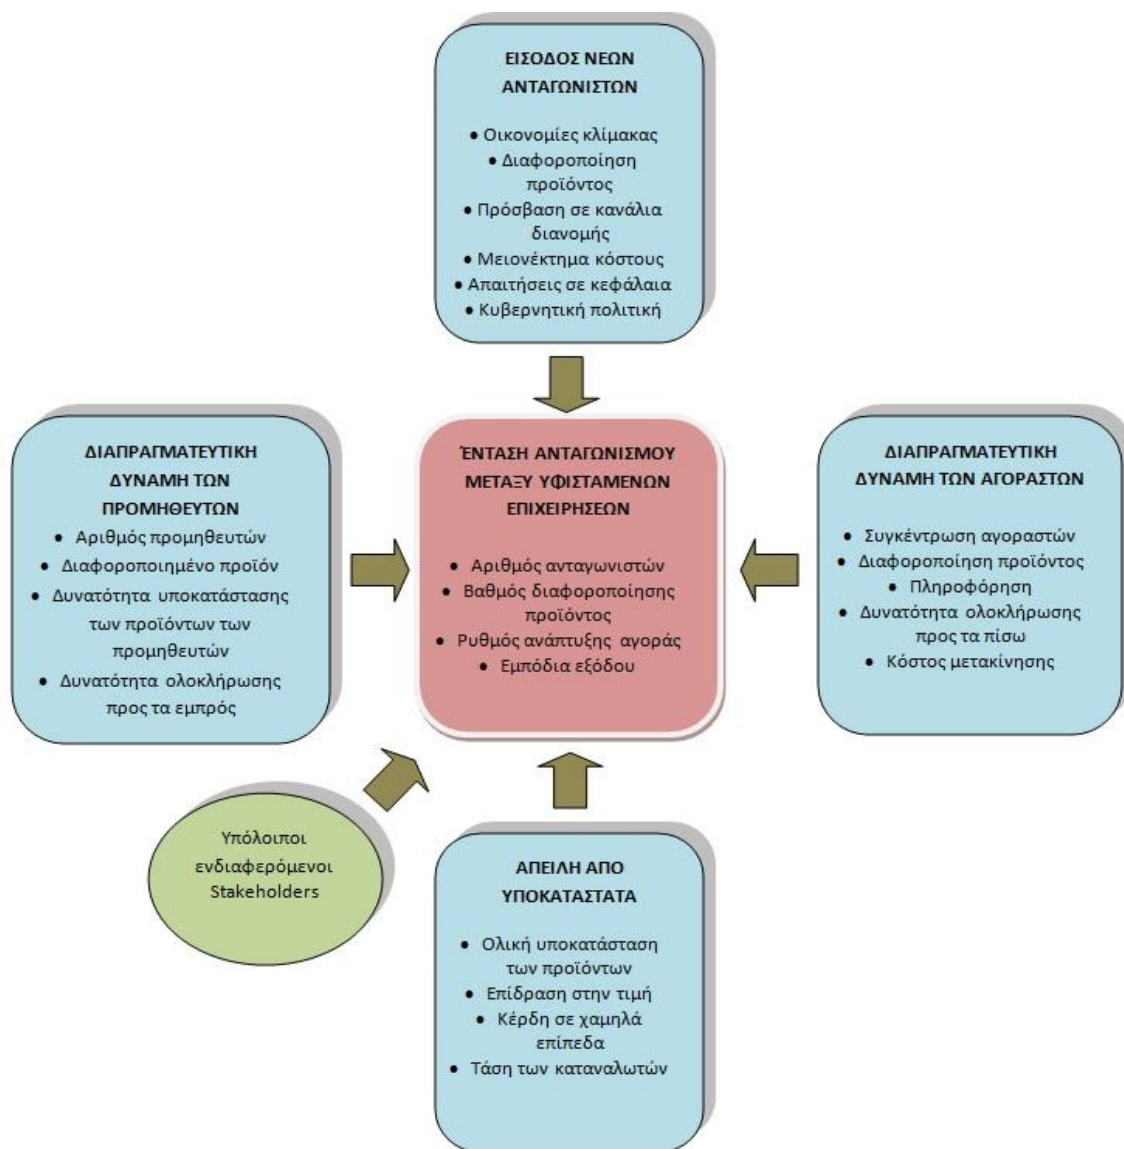 ΕΙΣΟΔΟΣ ΝΕΩΝ
ΑΝΤΑΓΩΝΙΣΤΩΝ
● Οικονομίες κλίμακας
● Διαφοροποίηση
προϊόντος
● Πρόσβαση σε κανάλια
διανομής
● Μειονέκτημα κόστους
● Απαιτήσεις σε κεφάλαια
● Κυβερνητική πολιτική
ΔΙΑΠΡΑΓΜΑΤΕΥΤΙΚΗ
ΔΥΝΑΜΗ ΤΩΝ
ΠΡΟΜΗΘΕΥΤΩΝ
● Αριθμός προμηθευτών
● Διαφοροποιημένο προϊόν
● Δυνατότητα υποκατάστασης
των προϊόντων των
προμηθευτών
● Δυνατότητα ολοκλήρωσης
προς τα εμπρός
ΈΝΤΑΣΗ ΑΝΤΑΓΩΝΙΣΜΟΥ
ΜΕΤΑΞΥ ΥΦΙΣΤΑΜΕΝΩΝ
ΕΠΙΧΕΙΡΗΣΕΩΝ
● Αριθμός ανταγωνιστών
● Βαθμός διαφοροποίησης
προϊόντος
● Ρυθμός ανάπτυξης αγοράς
● Εμπόδια εξόδου
ΔΙΑΠΡΑΓΜΑΤΕΥΤΙΚΗ
ΔΥΝΑΜΗ ΤΩΝ ΑΓΟΡΑΣΤΩΝ
● Συγκέντρωση αγοραστών
● Διαφοροποίηση προϊόντος
● Πληροφόρηση
● Δυνατότητα ολοκλήρωσης
προς τα πίσω
● Κόστος μετακίνησης
Υπόλοιποι
ενδιαφερόμενοι
Stakeholders
ΑΠΕΙΛΗ ΑΠΟ
ΥΠΟΚΑΤΑΣΤΑΤΑ
● Ολική υποκατάσταση
των προϊόντων
● Επίδραση στην τιμή
● Κέρδη σε χαμηλά
επίπεδα
● Τάση των καταναλωτών